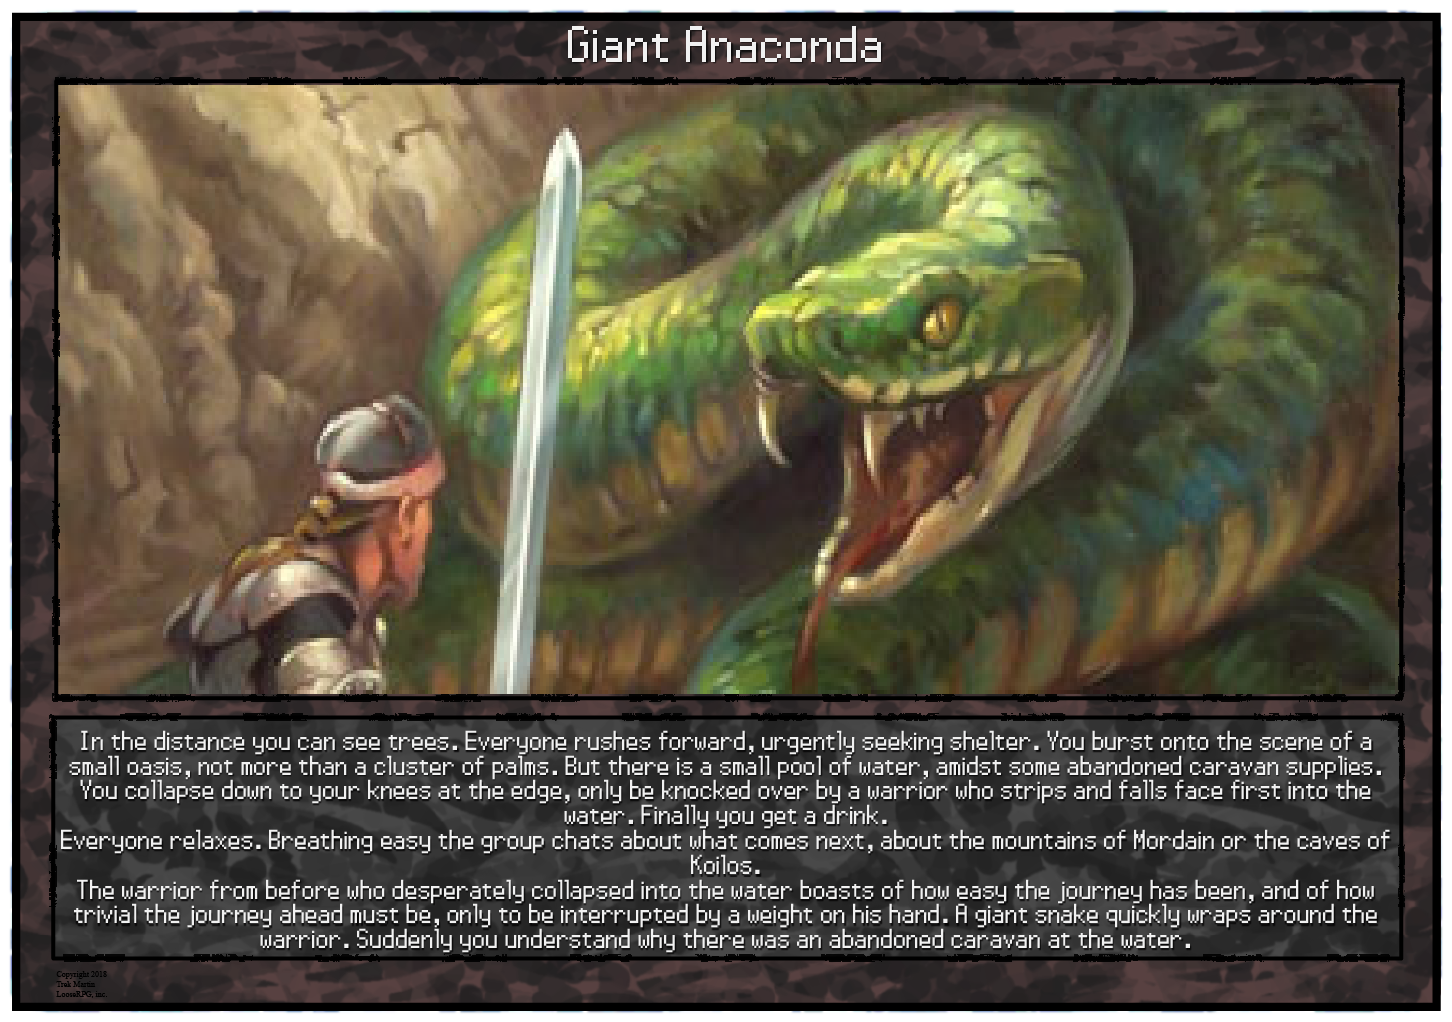 Giant Anaconda
In the distance you can see trees. Everyone rushes forward, urgently seeking shelter. You burst onto the scene of a
small oasis, not more than a cluster of palms. But there is a small pool of water, amidst some abandoned caravan supplies.
You collapse down to your knees at the edge, only be knocked over by a warrior who strips and falls face first into the
water. Finally you get a drink.
Everyone relaxes. Breathing easy the group chats about what comes next, about the mountains of Mordain or the caves of
Koilos.
The warrior from before who desperately collapsed into the water boasts of how easy the journey has been, and of how
trivial the journey ahead must be, only to be interrupted by a weight on his hand. A giant snake quickly wraps around the
warrior. Suddenly you understand why there was an abandoned caravan at the water.
Copyright 2018
Trek Martin
LooseRPG, inc.